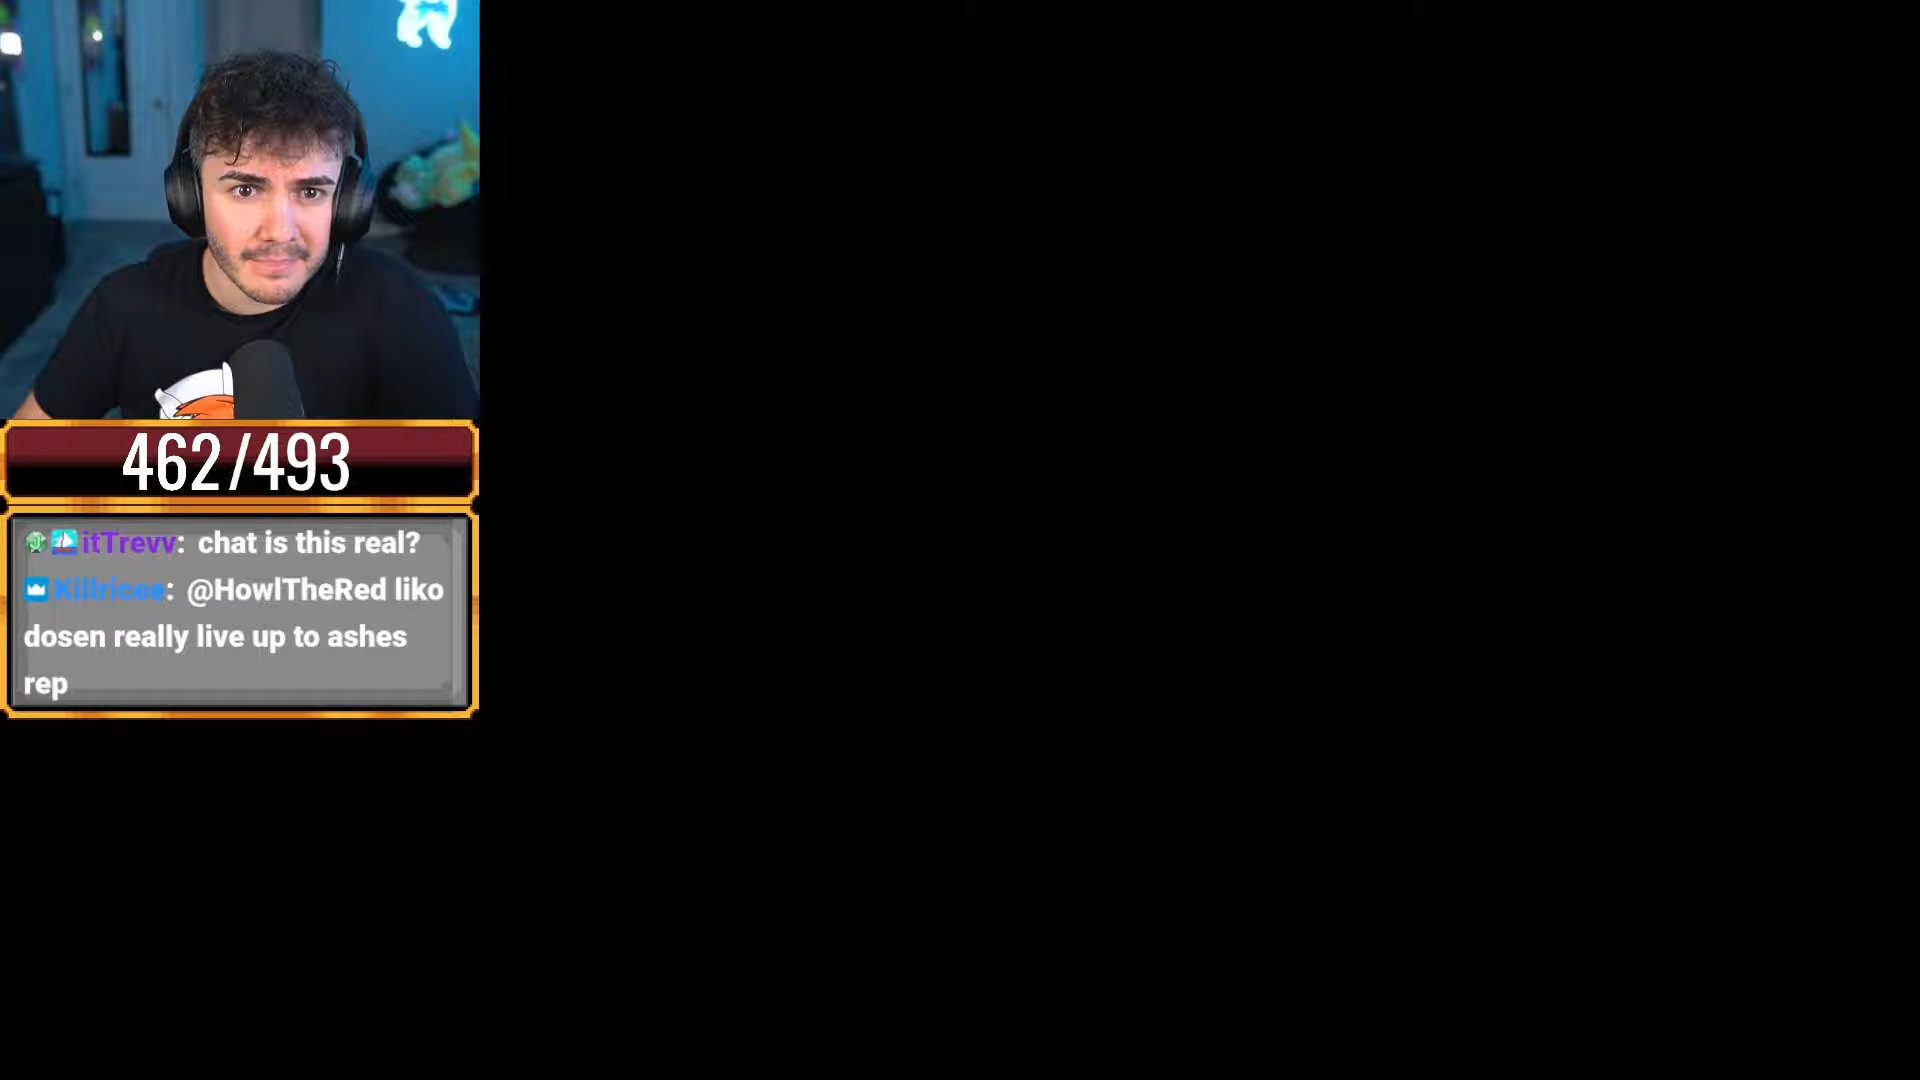 462/493
itTrevv: chat is this real?
Killricee: @HowlTheRed liko
dosen really live up to ashes
rep